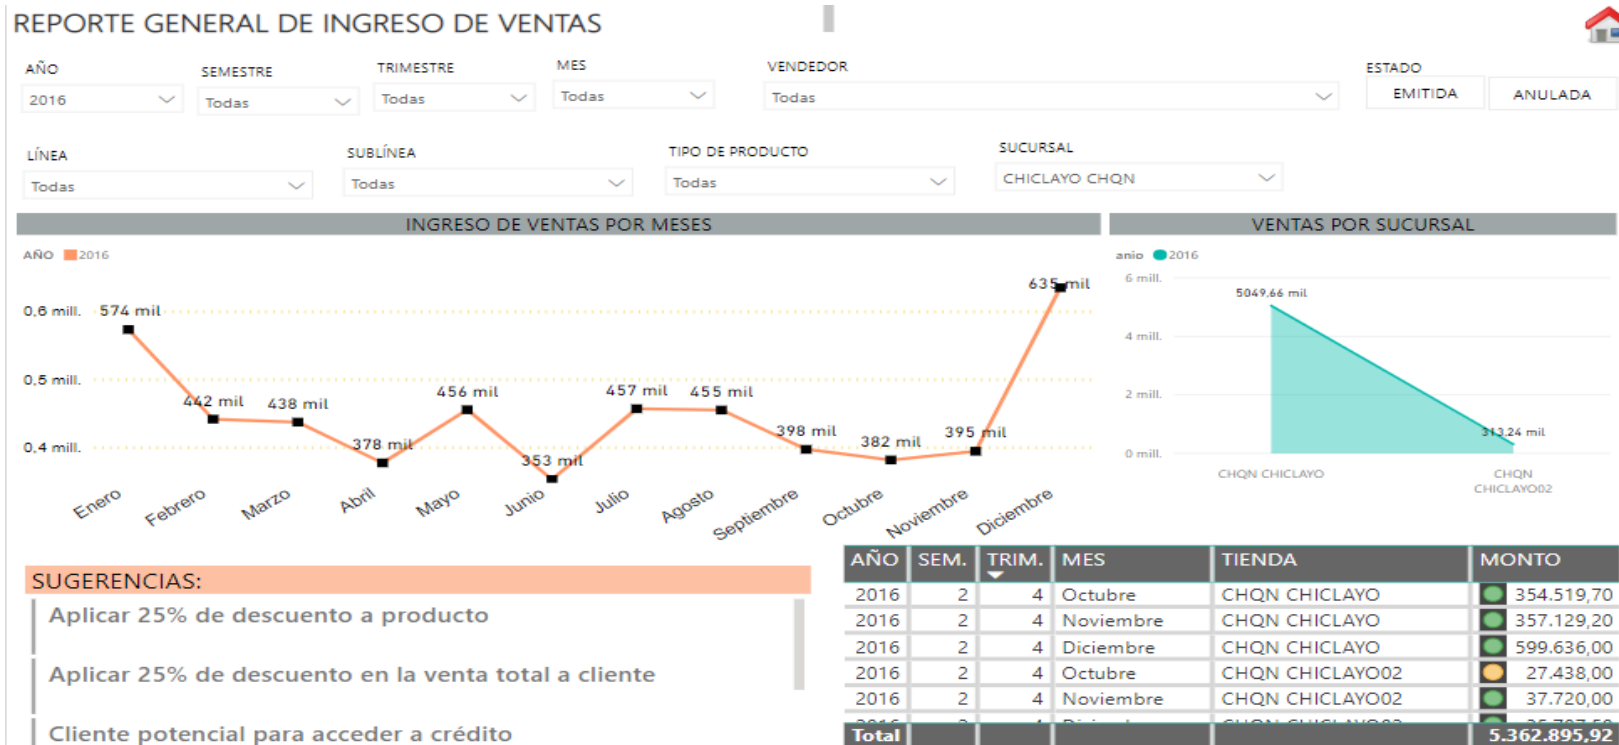 REPORTE GENERAL DE INGRESO DE VENTAS
AÑO
SEMESTRE
TRIMESTRE
MES
VENDEDOR
ESTADO
2016
Todas
Todas
Todas
Todas
EMITIDA
ANULADA
LÍNEA
SUBLÍNEA
TIPO DE PRODUCTO
SUCURSAL
Todas
Todas
Todas
CHICLAYO CHQN
INGRESO DE VENTAS POR MESES
AÑO 2016
0,6 mill.
0,5 mill.
0,4 mill.
574 mil
442 mil
438 mil
378 mil
456 mil
353 mil
457 mil
455 mil
398 mil
382 mil
395 mil
635 mil
Enero
Febrero
Marzo
Abril
Mayo
Junio
Julio
Agosto
Septiembre
Octubre
Noviembre
Diciembre
VENTAS POR SUCURSAL
anio 2016
6 mill.
4 mill.
2 mill.
0 mill.
5049,66 mil
313,24 mil
CHQN CHICLAYO
CHQN
CHICLAYO02
SUGERENCIAS:
Aplicar 25% de descuento a producto
Aplicar 25% de descuento en la venta total a cliente
Cliente potencial para acceder a crédito
AÑO SEM. TRIM. MES TIENDA MONTO
2016 2 4 Octubre CHQN CHICLAYO 354.519,70
2016 2 4 Noviembre CHQN CHICLAYO 357.129,20
2016 2 4 Diciembre CHQN CHICLAYO 599.636,00
2016 2 4 Octubre CHQN CHICLAYO02 27.438,00
2016 2 4 Noviembre CHQN CHICLAYO02 37.720,00
Total 5.362.895,92